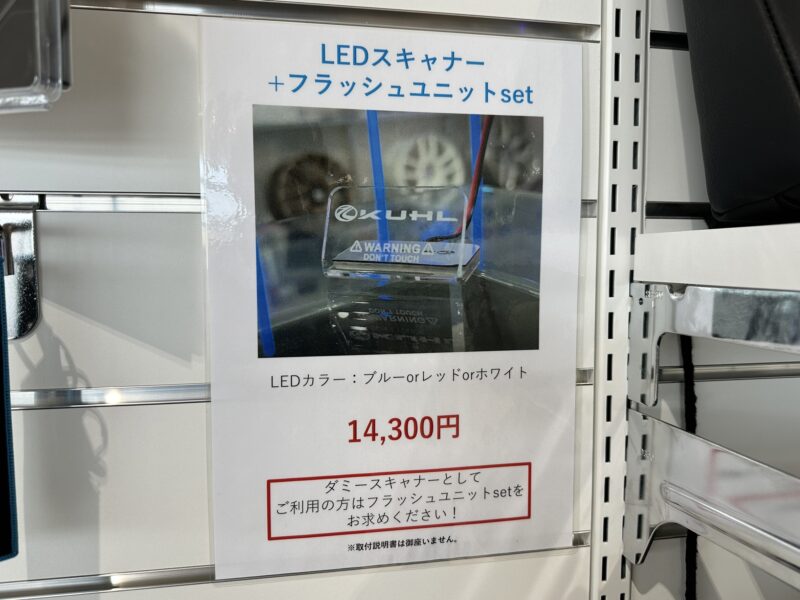 LEDスキャナー
+フラッシュユニットset
KUHL
⚠WARNING⚠
DON'T TOUCH
LEDカラー：ブルーorレッドorホワイト
14,300円
ダミースキャナーとして
ご利用の方はフラッシュユニットsetを
お求めください！
※取付説明書は御座いません。